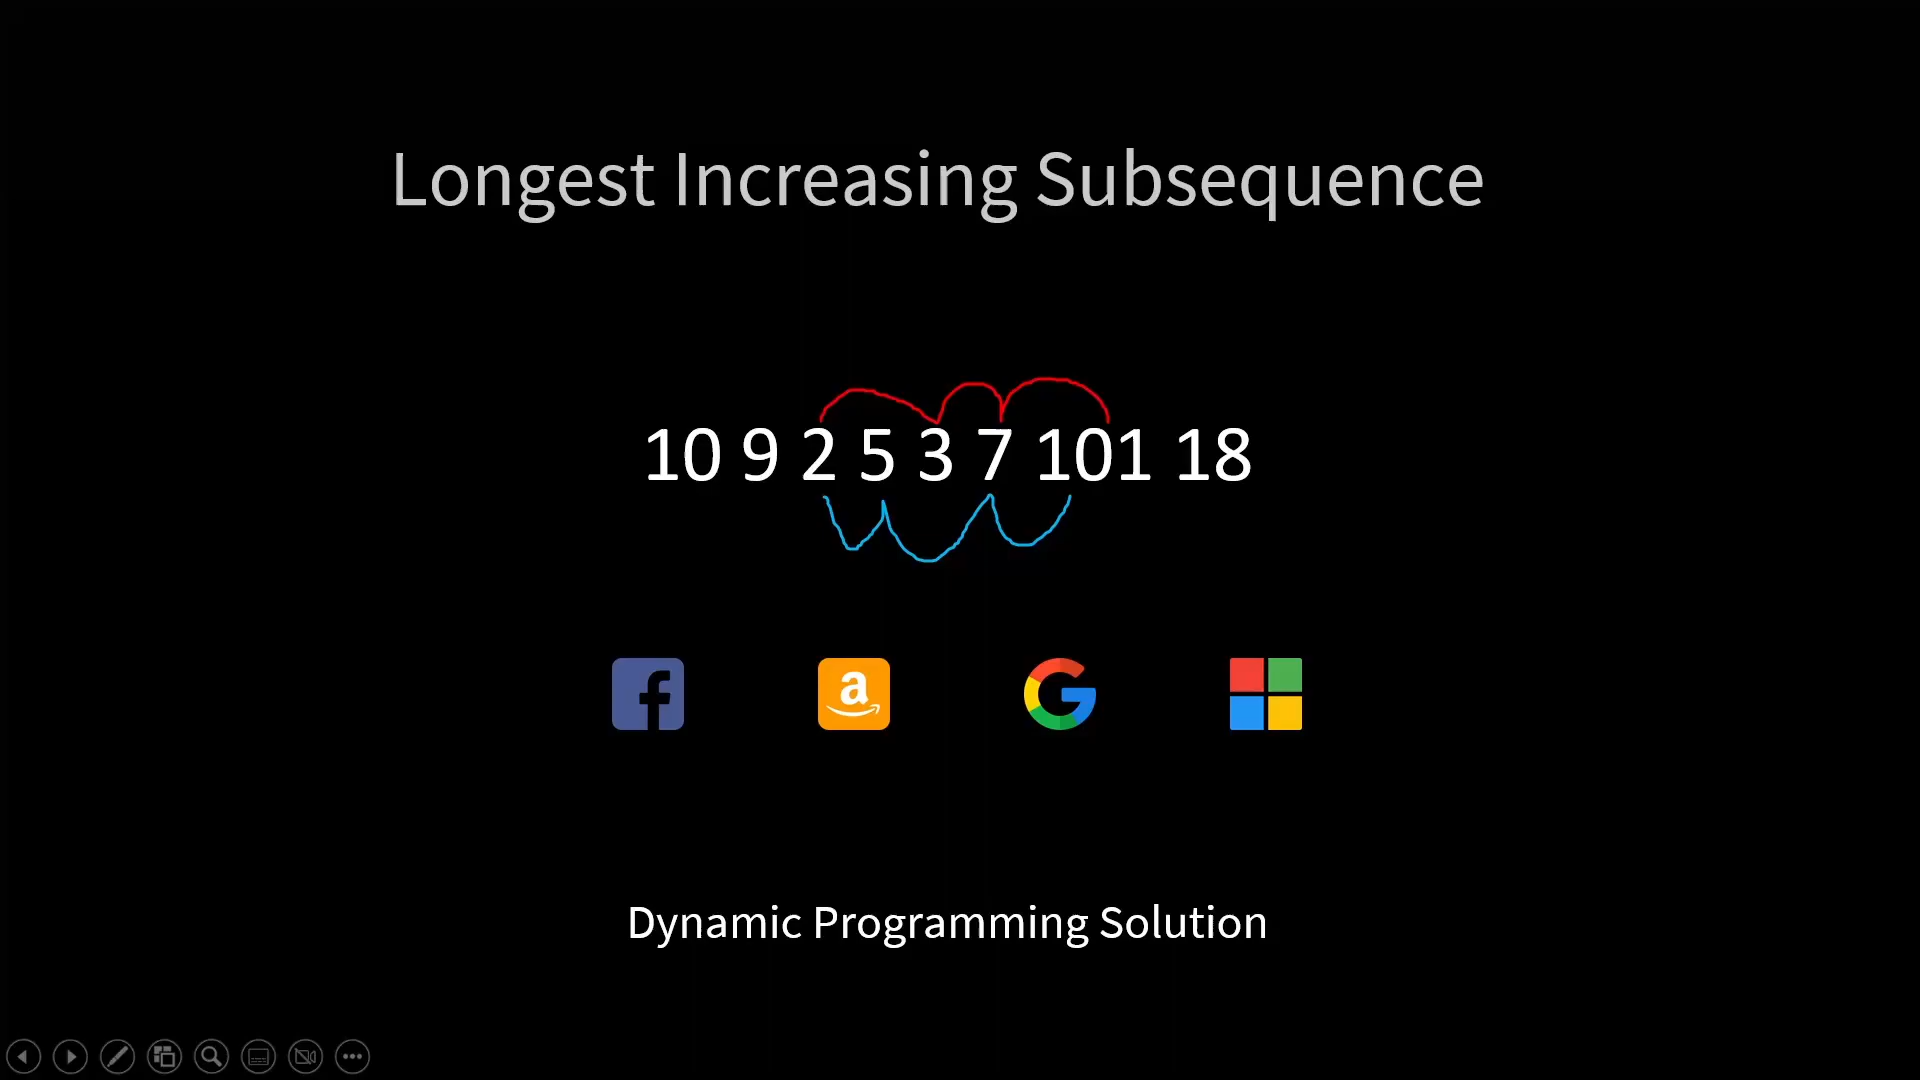 Longest Increasing Subsequence
10 9 2 5 3 7 101 18
f a G
Dynamic Programming Solution